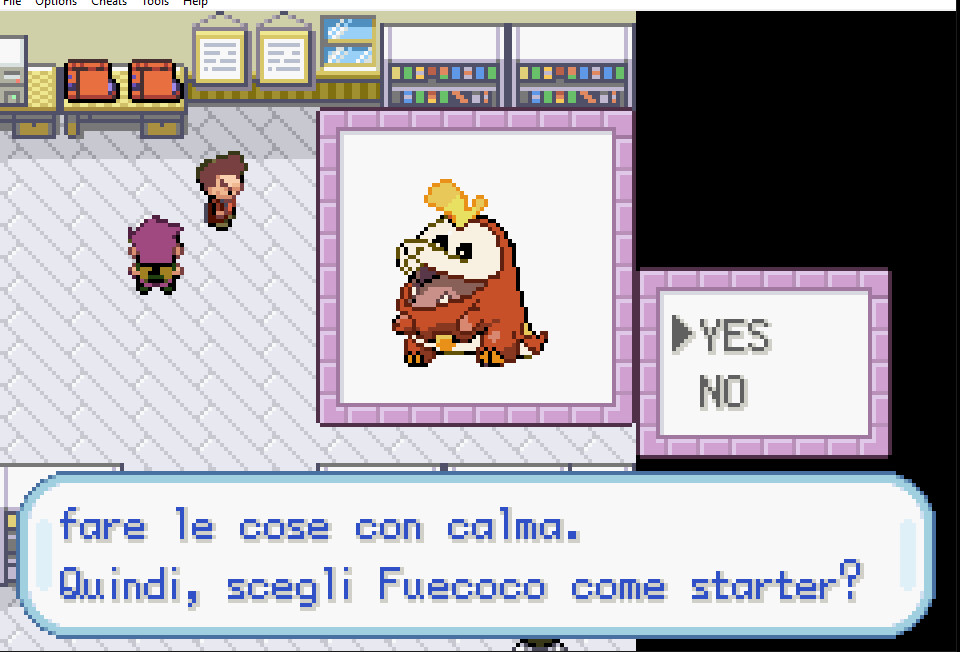 File Options Cheats Tools Help
YES
NO
fare le cose con calma.
Quindi, scegli Fuecoco come starter?